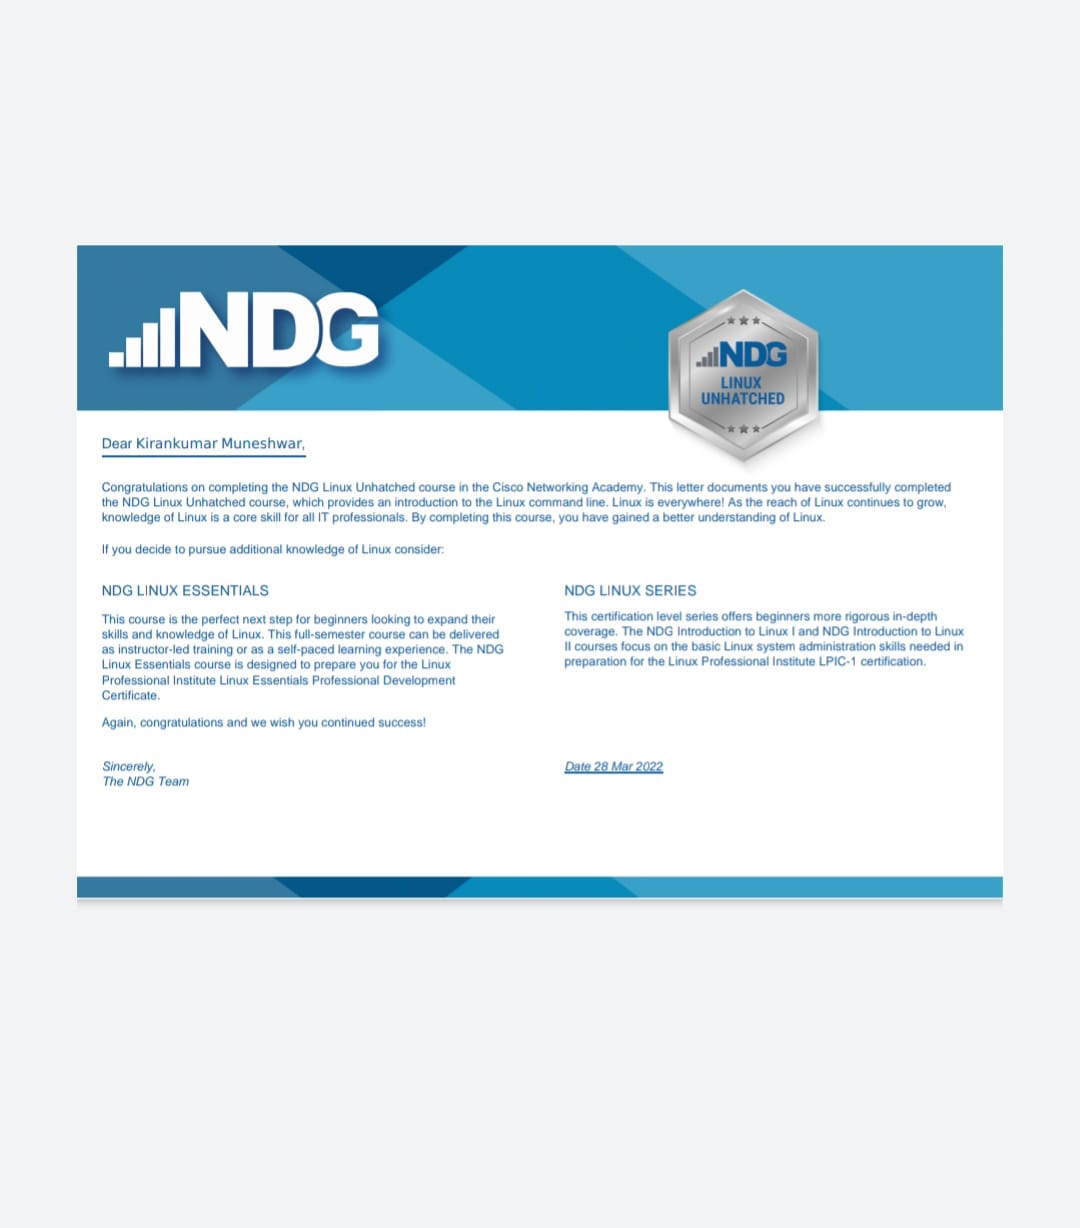 NDG
NDG
LINUX
UNHATCHED
Dear Kirankumar Muneshwar,
Congratulations on completing the NDG Linux Unhatched course in the Cisco Networking Academy. This letter documents you have successfully completed
the NDG Linux Unhatched course, which provides an introduction to the Linux command line. Linux is everywhere! As the reach of Linux continues to grow,
knowledge of Linux is a core skill for all IT professionals. By completing this course, you have gained a better understanding of Linux.
If you decide to pursue additional knowledge of Linux consider:
NDG LINUX ESSENTIALS
This course is the perfect next step for beginners looking to expand their
skills and knowledge of Linux. This full-semester course can be delivered
as instructor-led training or as a self-paced learning experience. The NDG
Linux Essentials course is designed to prepare you for the Linux
Professional Institute Linux Essentials Professional Development
Certificate.
NDG LINUX SERIES
This certification level series offers beginners more rigorous in-depth
coverage. The NDG Introduction to Linux I and NDG Introduction to Linux
II courses focus on the basic Linux system administration skills needed in
preparation for the Linux Professional Institute LPIC-1 certification.
Again, congratulations and we wish you continued success!
Sincerely,
The NDG Team
Date 28 Mar 2022